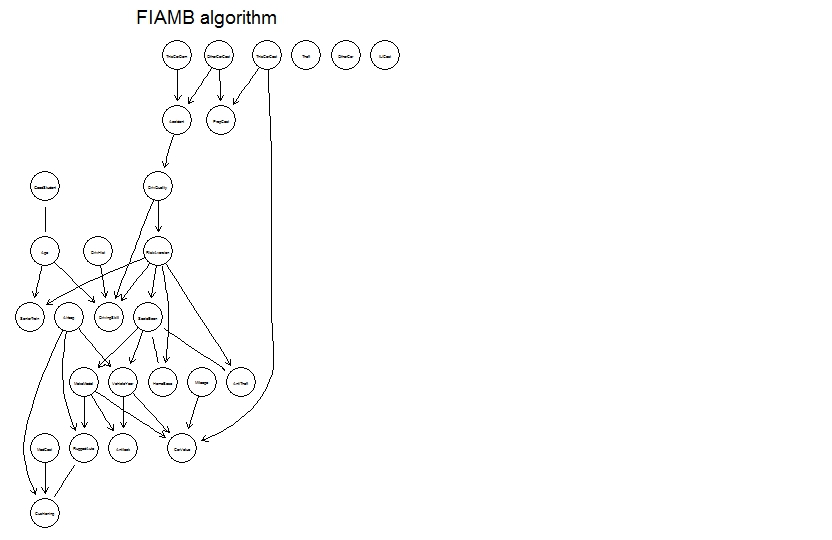 FIAMB algorithm
ThisCarDam OtherCarCost ThisCarCost Theft OtherCar ILiCost
Accident PropCost
GoodStudent DrivQuality
Age DrivHist RiskAversion
SeniorTrain Airbag DrivingSkill SocioEcon
MakeModel VehicleYear HomeBase Mileage AntiTheft
MedCost RuggedAuto Antilock CarValue
Cushioning